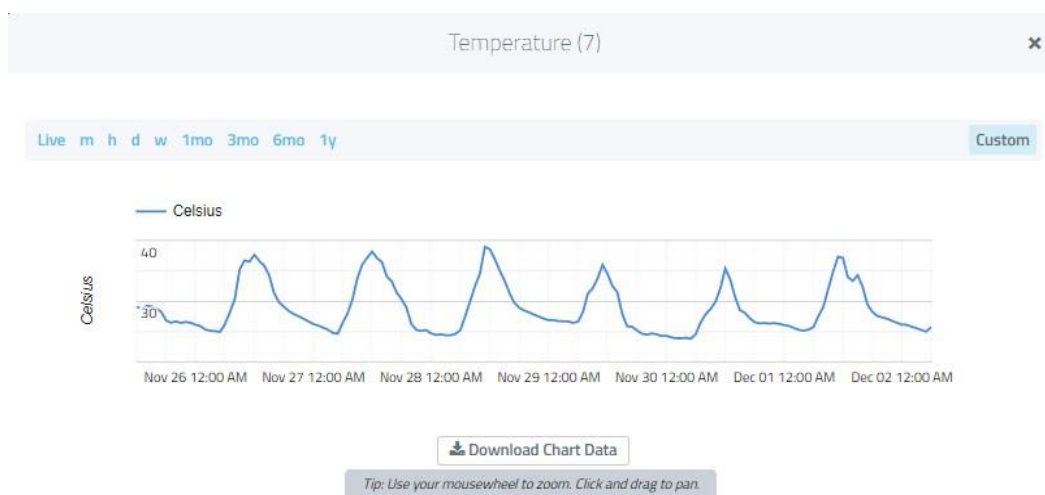 Temperature (7)
×
Live m h d w 1mo 3mo 6mo 1y
Custom
Celsius
Celsius
40
30
Nov 26 12:00 AM Nov 27 12:00 AM Nov 28 12:00 AM Nov 29 12:00 AM Nov 30 12:00 AM Dec 01 12:00 AM Dec 02 12:00 AM
Download Chart Data
Tip: Use your mousewheel to zoom. Click and drag to pan.